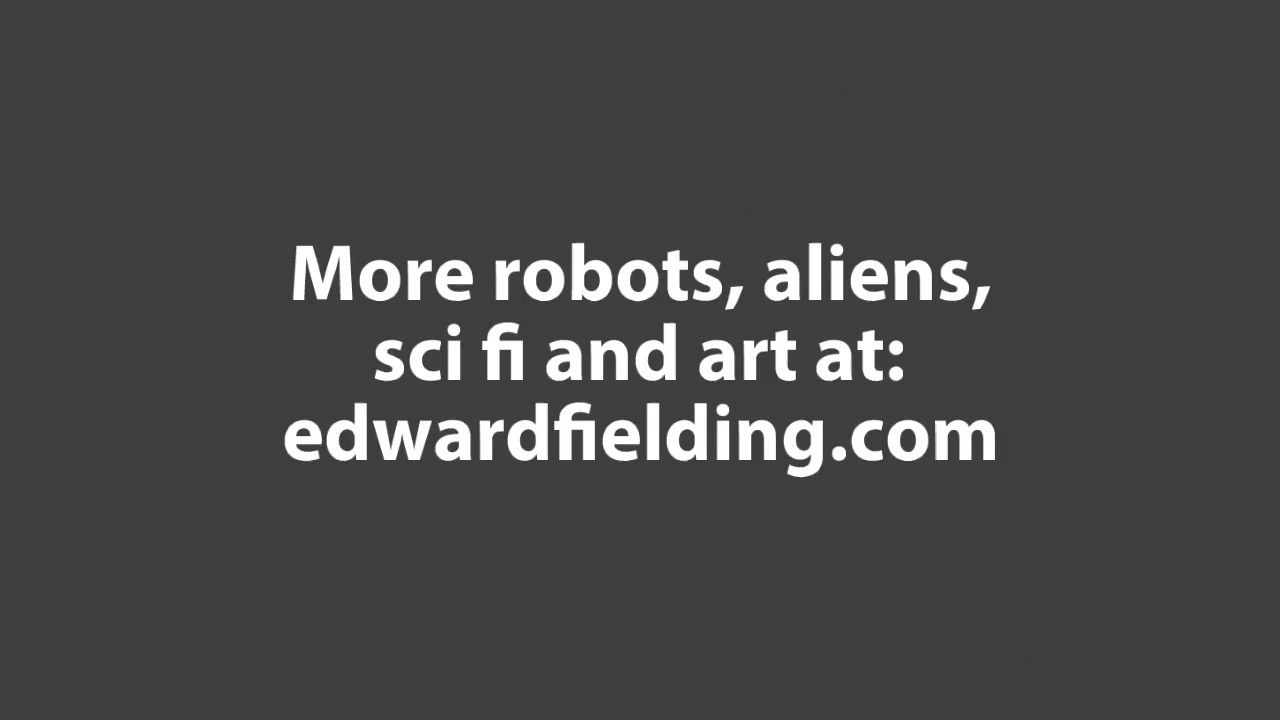 More robots, aliens,
sci fi and art at:
edwardfielding.com